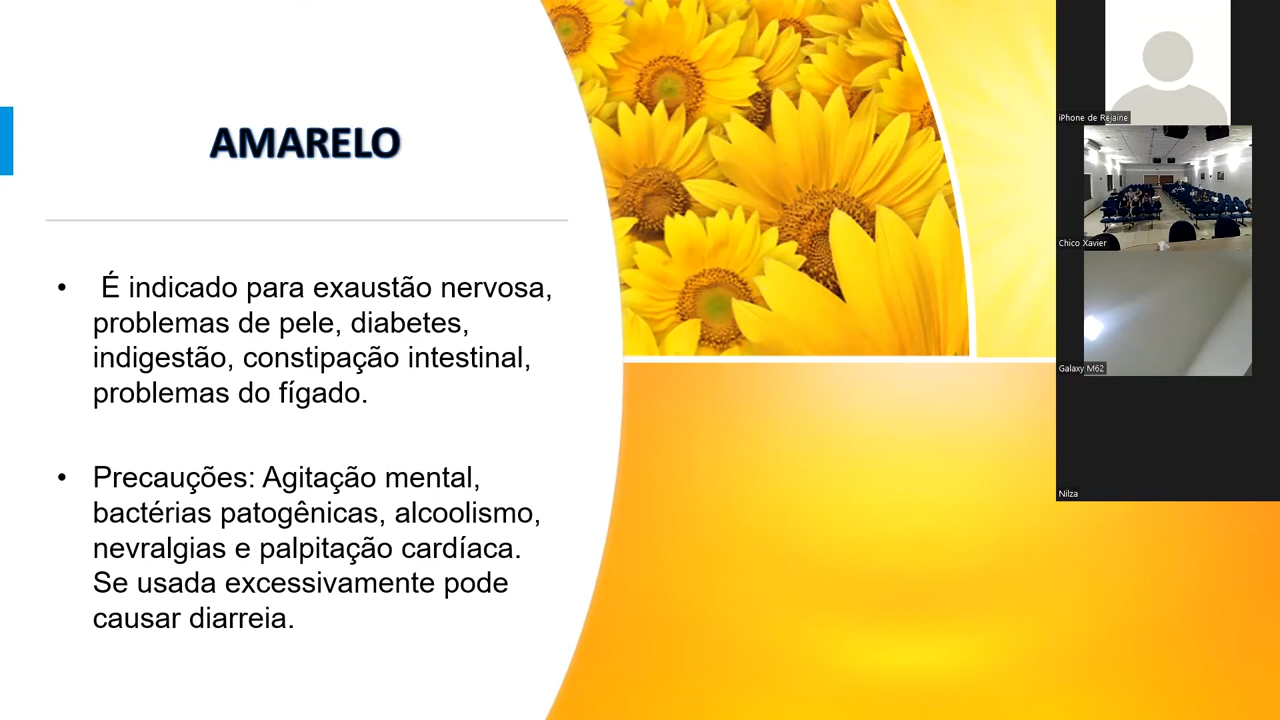 AMARELO
• É indicado para exaustão nervosa,
problemas de pele, diabetes,
indigestão, constipação intestinal,
problemas do fígado.
• Precauções: Agitação mental,
bactérias patogênicas, alcoolismo,
nevralgias e palpitação cardíaca.
Se usada excessivamente pode
causar diarreia.
iPhone de Rejaine
Chico Xavier
Galaxy M62
Nilza